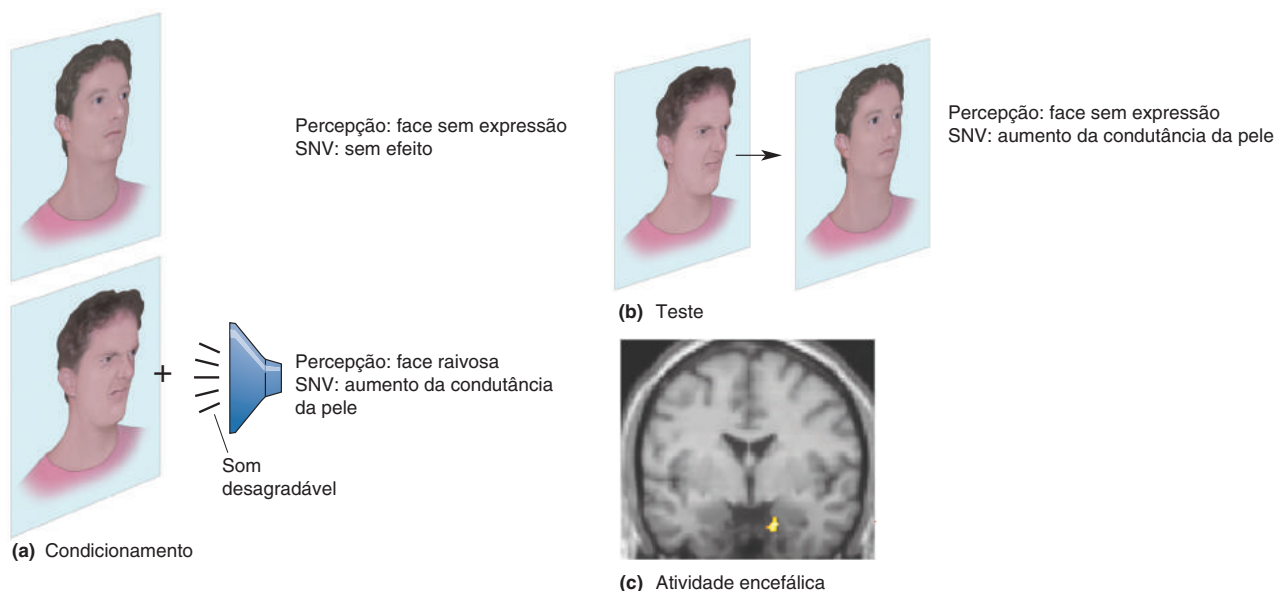 Percepção: face sem expressão
SNV: sem efeito
+
Percepção: face raivosa
SNV: aumento da condutância
da pele
Som
desagradável
(a) Condicionamento
Percepção: face sem expressão
SNV: aumento da condutância da pele
(b) Teste
(c) Atividade encefálica